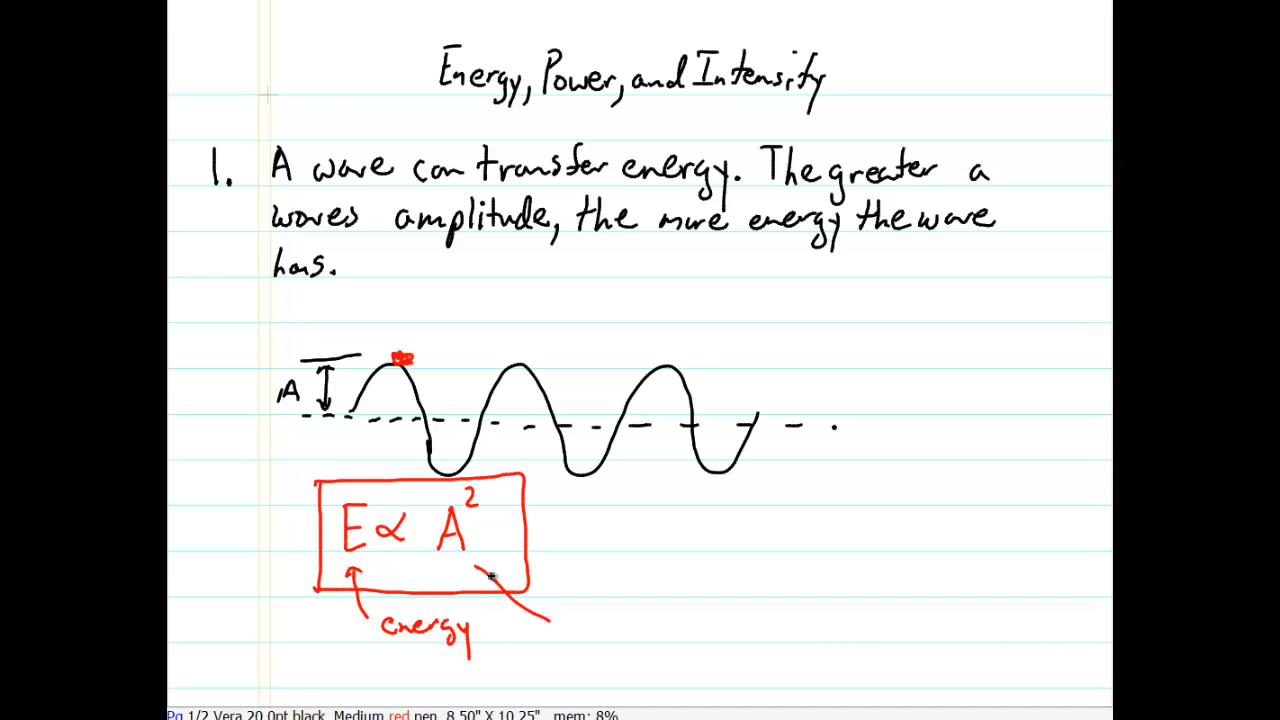 Energy, Power, and Intensity
1. A wave can transfer energy. The greater a
waves amplitude, the more energy the wave
has.
A
E ∝ A²
energy
Pg 1/2 Vera 20.0pt black, Medium red pen, 8.50" X 10.25" mem: 8%